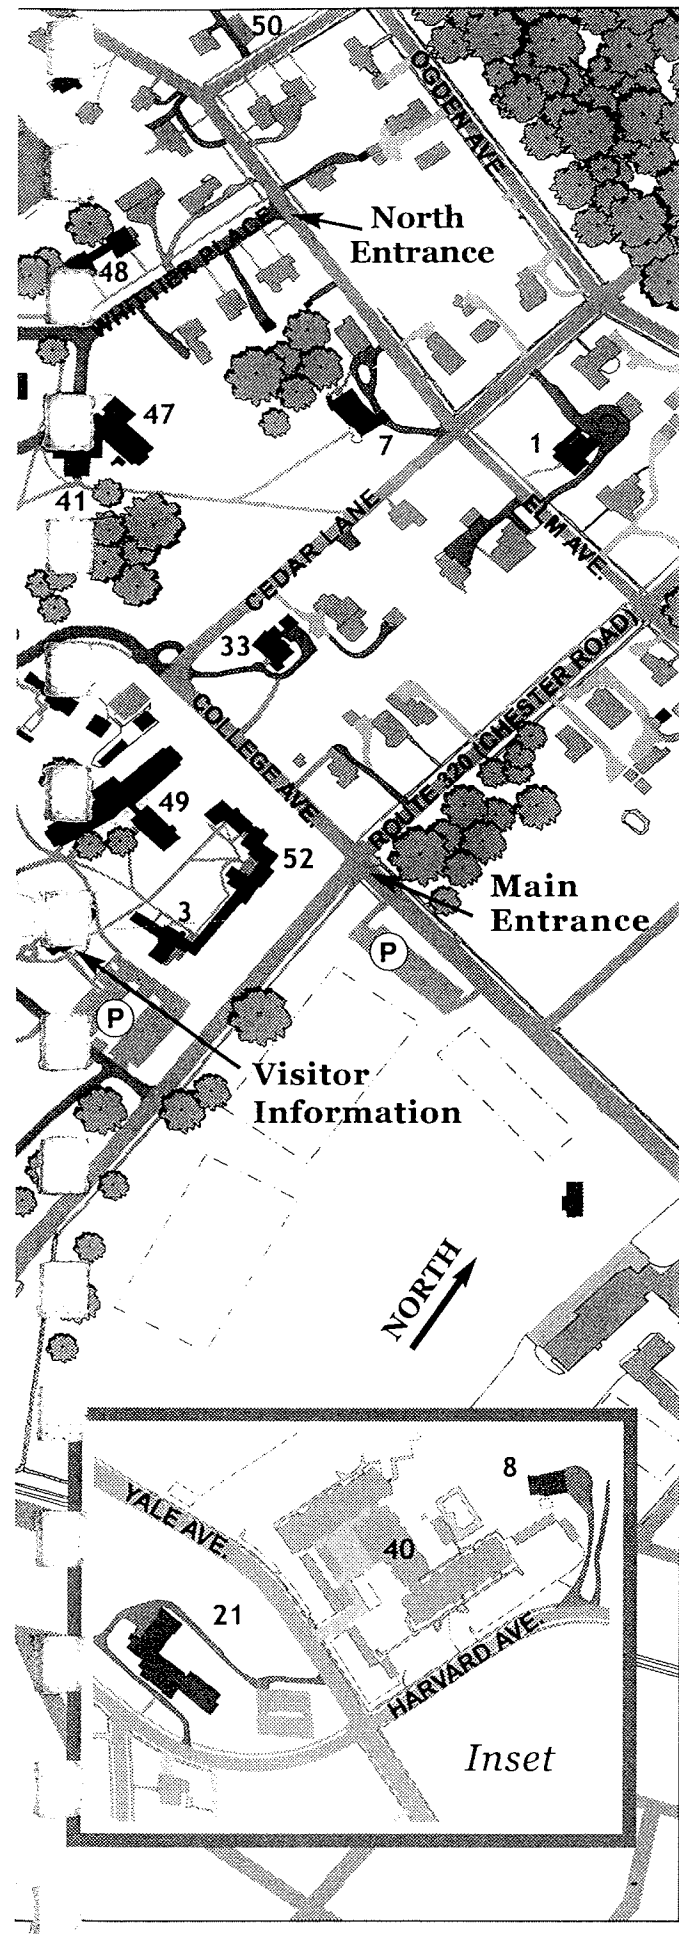 50
OGDEN AVE.
North
Entrance
48
WHITTIER PLACE
47
7
1
41
CEDAR LANE
ELM AVE.
33
COLLEGE AVE.
ROUTE 320 (CHESTER ROAD)
49
52
3
Main
Entrance
P
P
Visitor
Information
NORTH
8
YALE AVE.
40
21
HARVARD AVE.
Inset